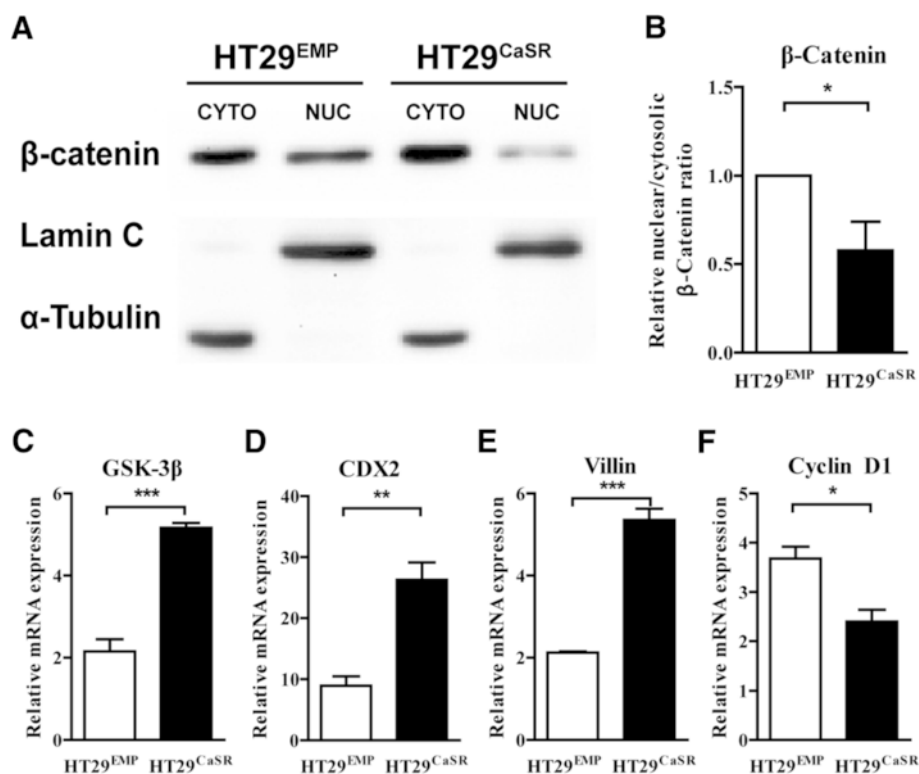 A
HT29EMP HT29CaSR
CYTO NUC CYTO NUC
β-catenin
Lamin C
α-Tubulin
B
β-Catenin
*
Relative nuclear/cytosolic
β-Catenin ratio
1.5
1.0
0.5
0.0
HT29EMP HT29CaSR
C
GSK-3β
***
Relative mRNA expression
6
4
2
0
HT29EMP HT29CaSR
D
CDX2
**
Relative mRNA expression
40
30
20
10
0
HT29EMP HT29CaSR
E
Villin
***
Relative mRNA expression
6
4
2
0
HT29EMP HT29CaSR
F
Cyclin D1
*
Relative mRNA expression
5
4
3
2
1
0
HT29EMP HT29CaSR